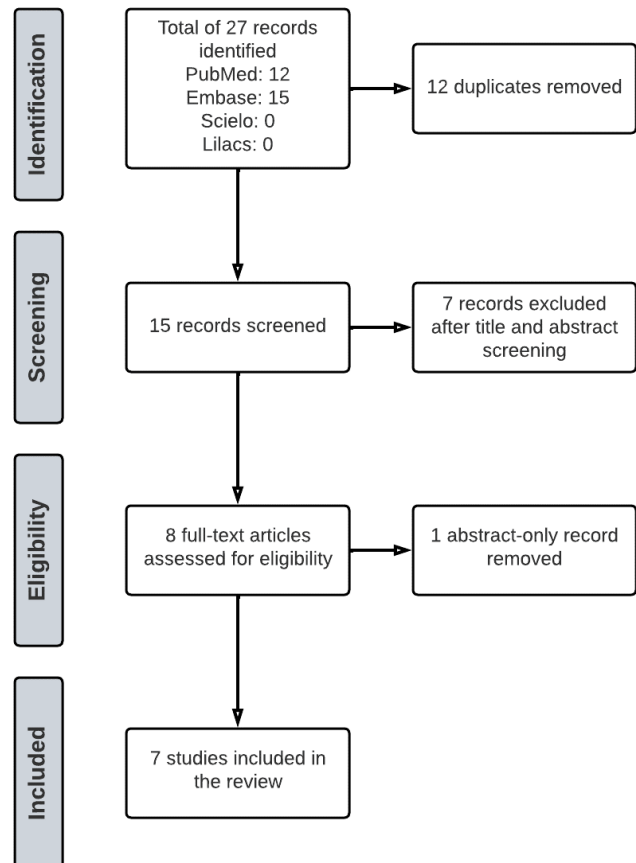 Identification
Total of 27 records
identified
PubMed: 12
Embase: 15
Scielo: 0
Lilacs: 0
12 duplicates removed
Screening
15 records screened
7 records excluded
after title and abstract
screening
Eligibility
8 full-text articles
assessed for eligibility
1 abstract-only record
removed
Included
7 studies included in
the review